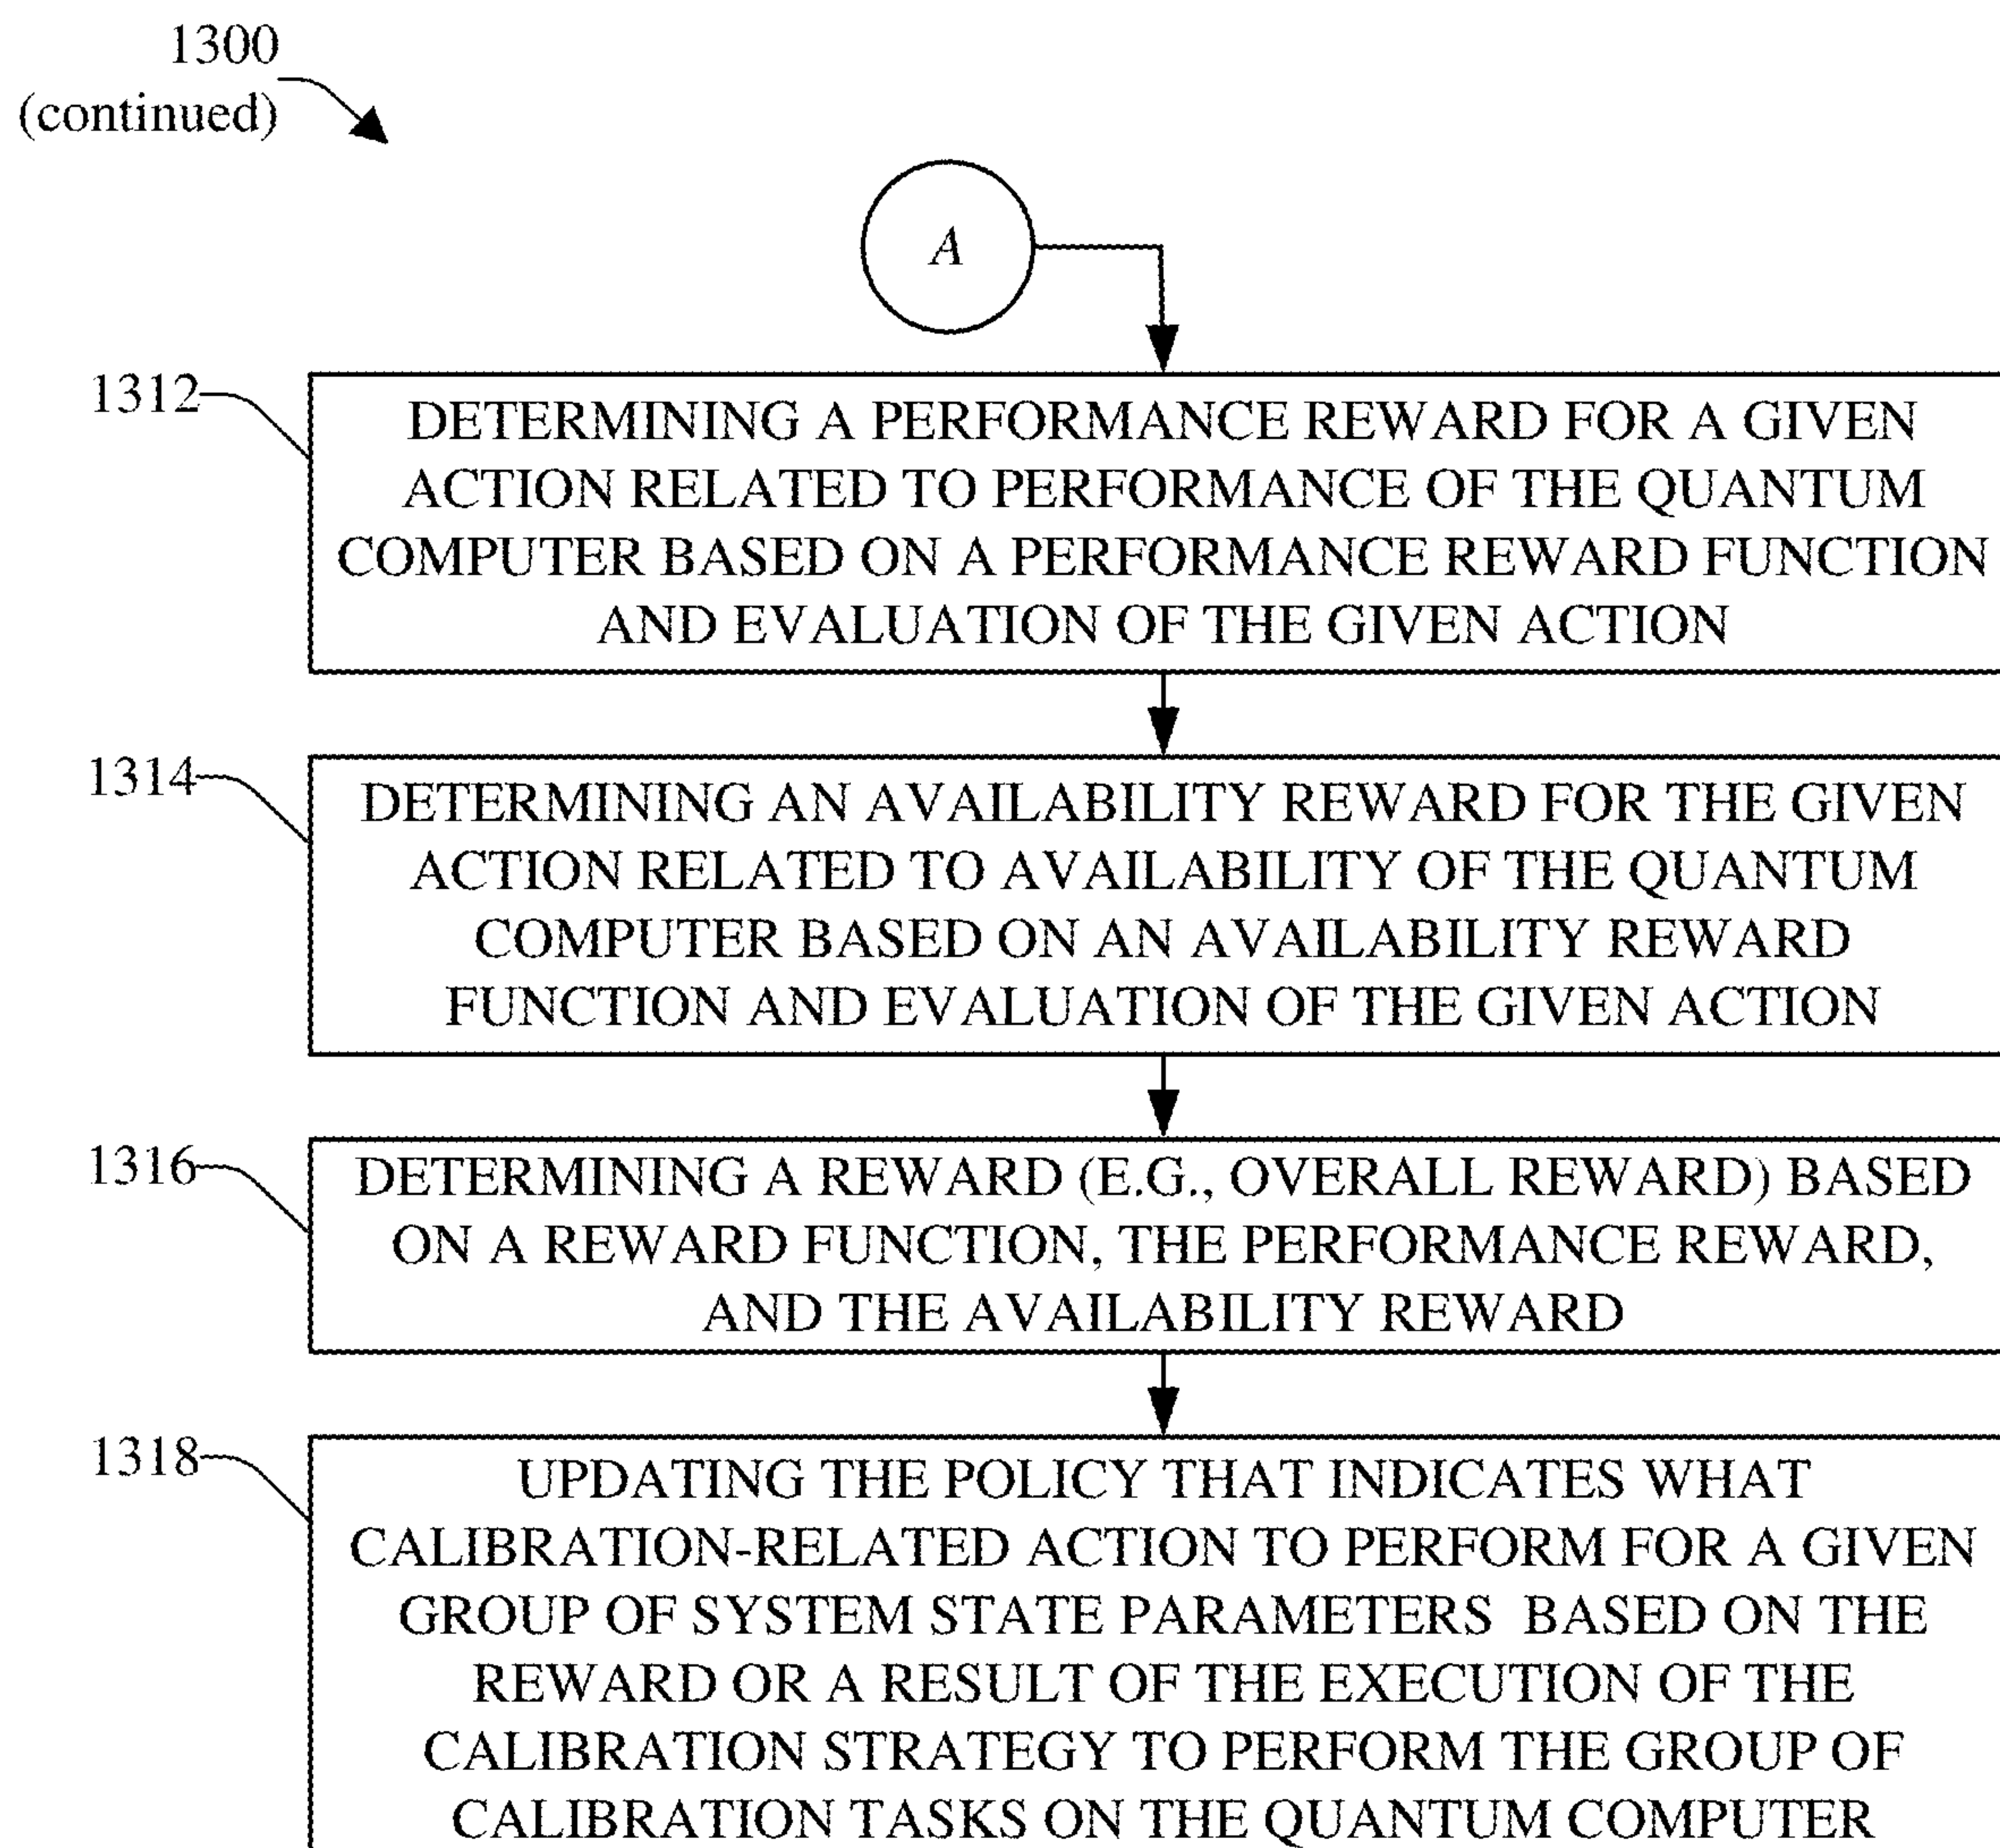 1300
(continued)
A
1312
DETERMINING A PERFORMANCE REWARD FOR A GIVEN
ACTION RELATED TO PERFORMANCE OF THE QUANTUM
COMPUTER BASED ON A PERFORMANCE REWARD FUNCTION
AND EVALUATION OF THE GIVEN ACTION
1314
DETERMINING AN AVAILABILITY REWARD FOR THE GIVEN
ACTION RELATED TO AVAILABILITY OF THE QUANTUM
COMPUTER BASED ON AN AVAILABILITY REWARD
FUNCTION AND EVALUATION OF THE GIVEN ACTION
1316
DETERMINING A REWARD (E.G., OVERALL REWARD) BASED
ON A REWARD FUNCTION, THE PERFORMANCE REWARD,
AND THE AVAILABILITY REWARD
1318
UPDATING THE POLICY THAT INDICATES WHAT
CALIBRATION-RELATED ACTION TO PERFORM FOR A GIVEN
GROUP OF SYSTEM STATE PARAMETERS BASED ON THE
REWARD OR A RESULT OF THE EXECUTION OF THE
CALIBRATION STRATEGY TO PERFORM THE GROUP OF
CALIBRATION TASKS ON THE QUANTUM COMPUTER